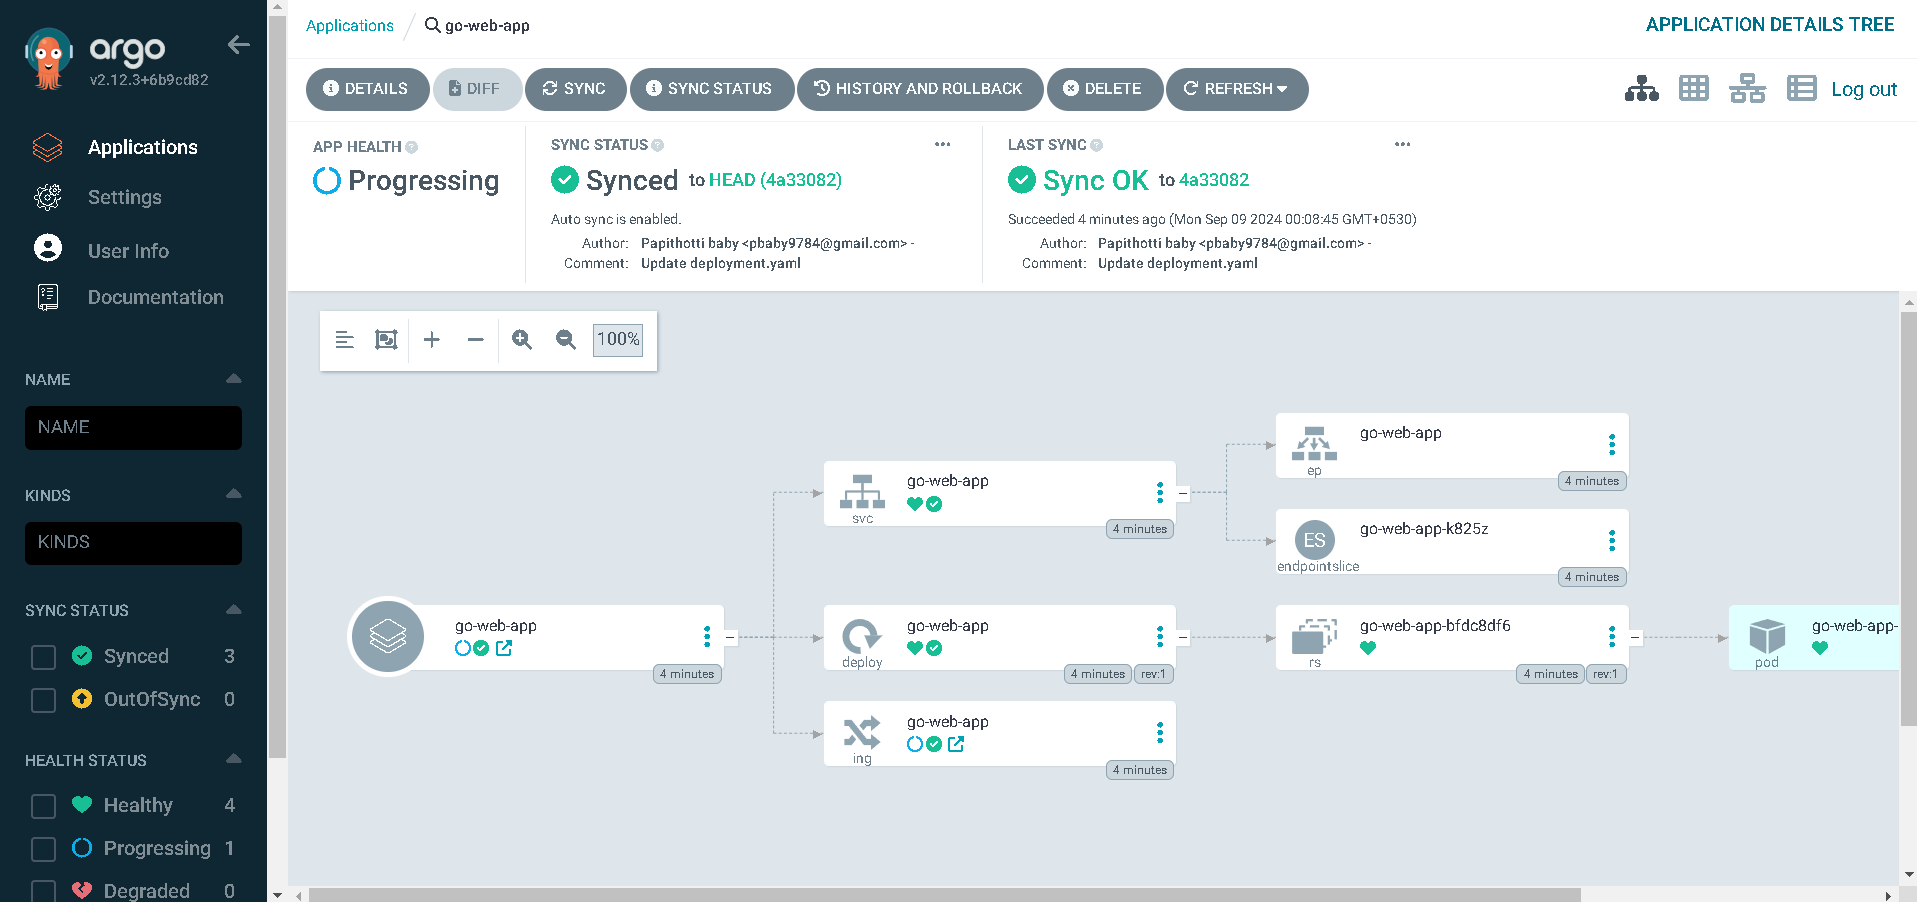 argo
v2.12.3+6b9cd82
Applications
Settings
User Info
Documentation
NAME
NAME
KINDS
KINDS
SYNC STATUS
Synced 3
OutOfSync 0
HEALTH STATUS
Healthy 4
Progressing 1
Degraded 0
Applications / go-web-app
APPLICATION DETAILS TREE
DETAILS
DIFF
SYNC
SYNC STATUS
HISTORY AND ROLLBACK
DELETE
REFRESH
Log out
APP HEALTH
Progressing
SYNC STATUS
Synced to HEAD (4a33082)
Auto sync is enabled.
Author: Papithotti baby <pbaby9784@gmail.com> -
Comment: Update deployment.yaml
LAST SYNC
Sync OK to 4a33082
Succeeded 4 minutes ago (Mon Sep 09 2024 00:08:45 GMT+0530)
Author: Papithotti baby <pbaby9784@gmail.com> -
Comment: Update deployment.yaml
100%
go-web-app
4 minutes
go-web-app
svc
4 minutes
go-web-app
deploy
4 minutes rev:1
go-web-app
ing
4 minutes
go-web-app
ep
4 minutes
ES
go-web-app-k825z
endpointslice
4 minutes
go-web-app-bfdc8df6
rs
4 minutes rev:1
go-web-app-
pod